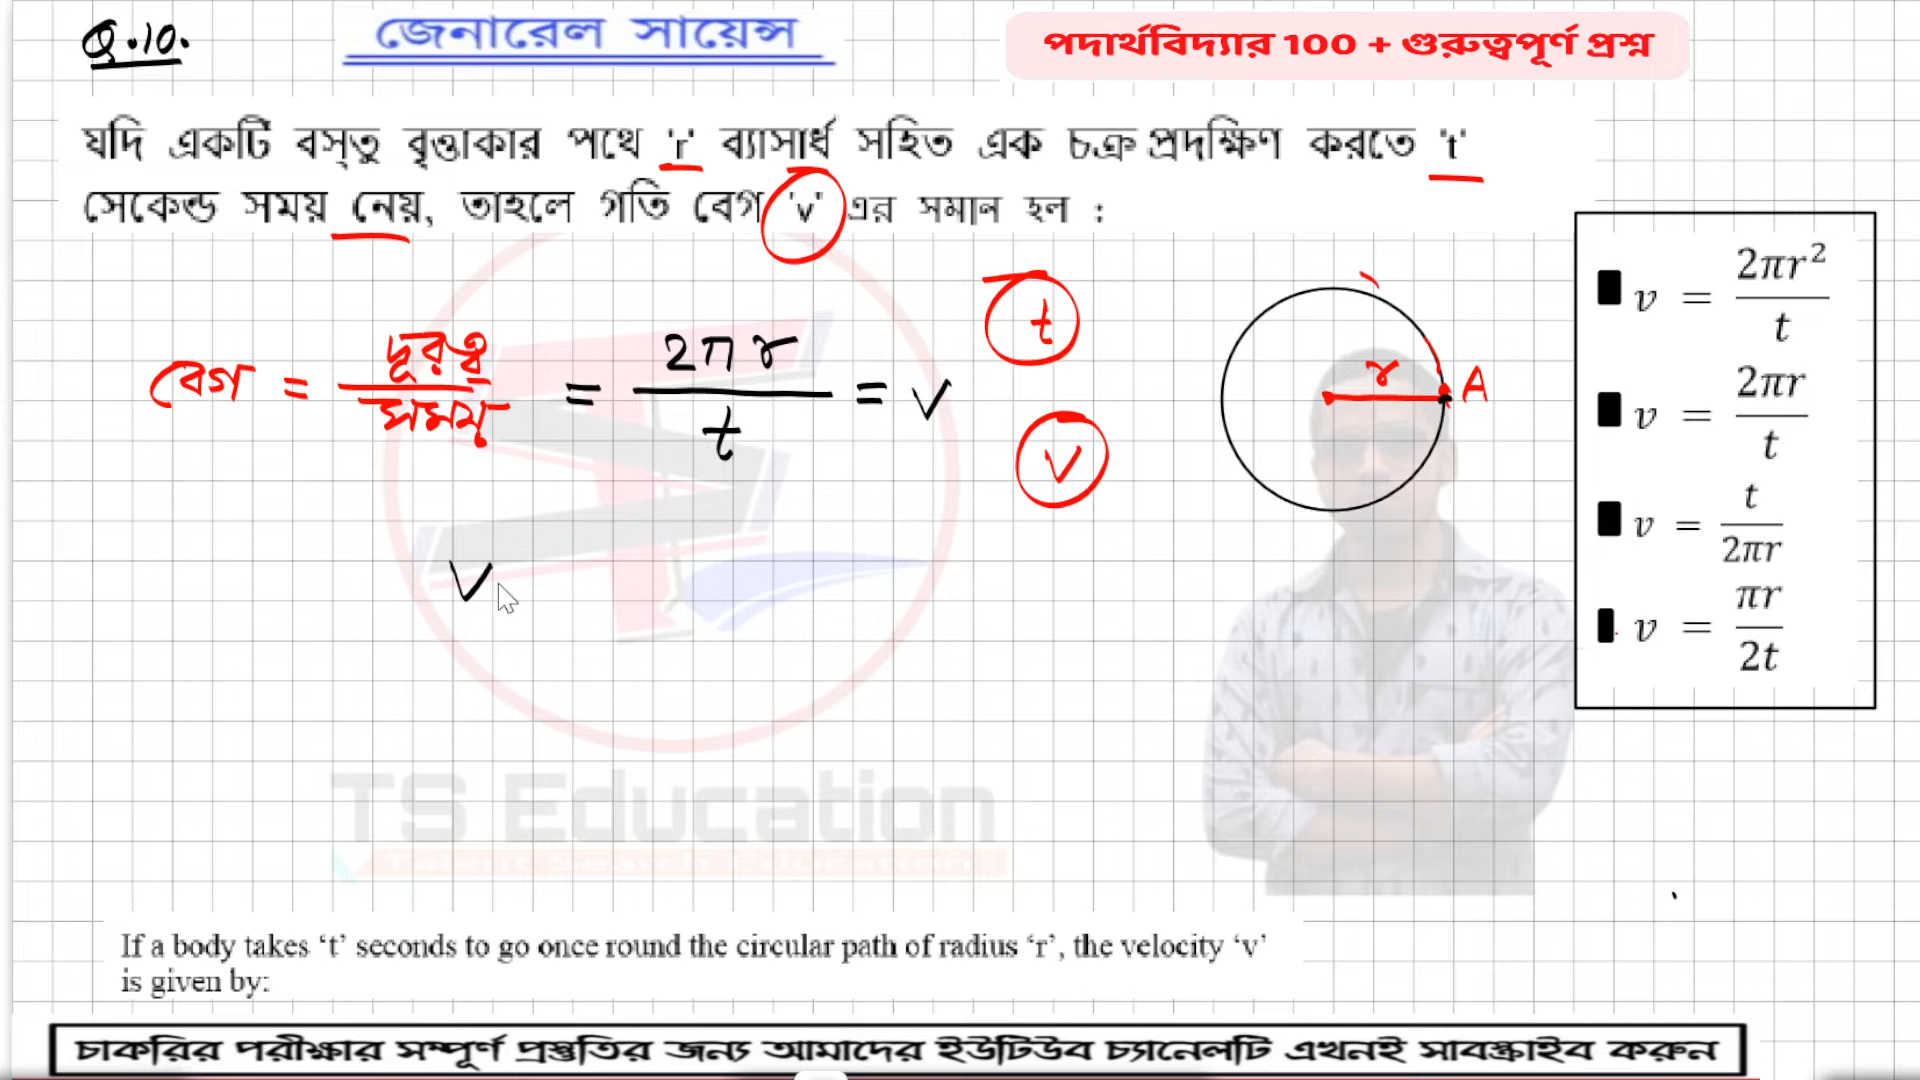 Q.10.
জেনারেল সায়েন্স
পদার্থবিদ্যার 100 + গুরুত্বপূর্ণ প্রশ্ন
যদি একটি বস্তু বৃত্তাকার পথে 'r' ব্যাসার্ধ সহিত এক চক্র প্রদক্ষিণ করতে 't'
সেকেন্ড সময় নেয়, তাহলে গতি বেগ 'v' এর সমান হল :
বেগ = দূরত্ব / সময় = 2πr / t = v
t
v
r A
v
v = 2πr² / t
v = 2πr / t
v = t / 2πr
v = πr / 2t
TS Education
Talent Search Education
If a body takes ‘t’ seconds to go once round the circular path of radius ‘r’, the velocity ‘v’
is given by:
চাকরির পরীক্ষার সম্পূর্ণ প্রস্তুতির জন্য আমাদের ইউটিউব চ্যানেলটি এখনই সাবস্ক্রাইব করুন